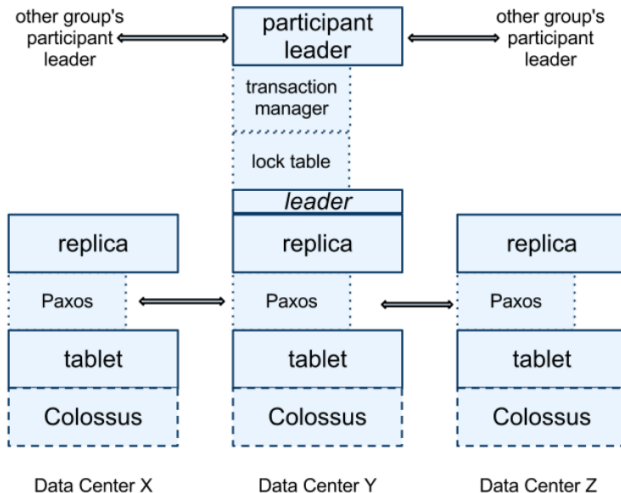 other group's
participant
leader
participant
leader
other group's
participant
leader
transaction
manager
lock table
leader
replica
replica
replica
Paxos
Paxos
Paxos
tablet
tablet
tablet
Colossus
Colossus
Colossus
Data Center X
Data Center Y
Data Center Z